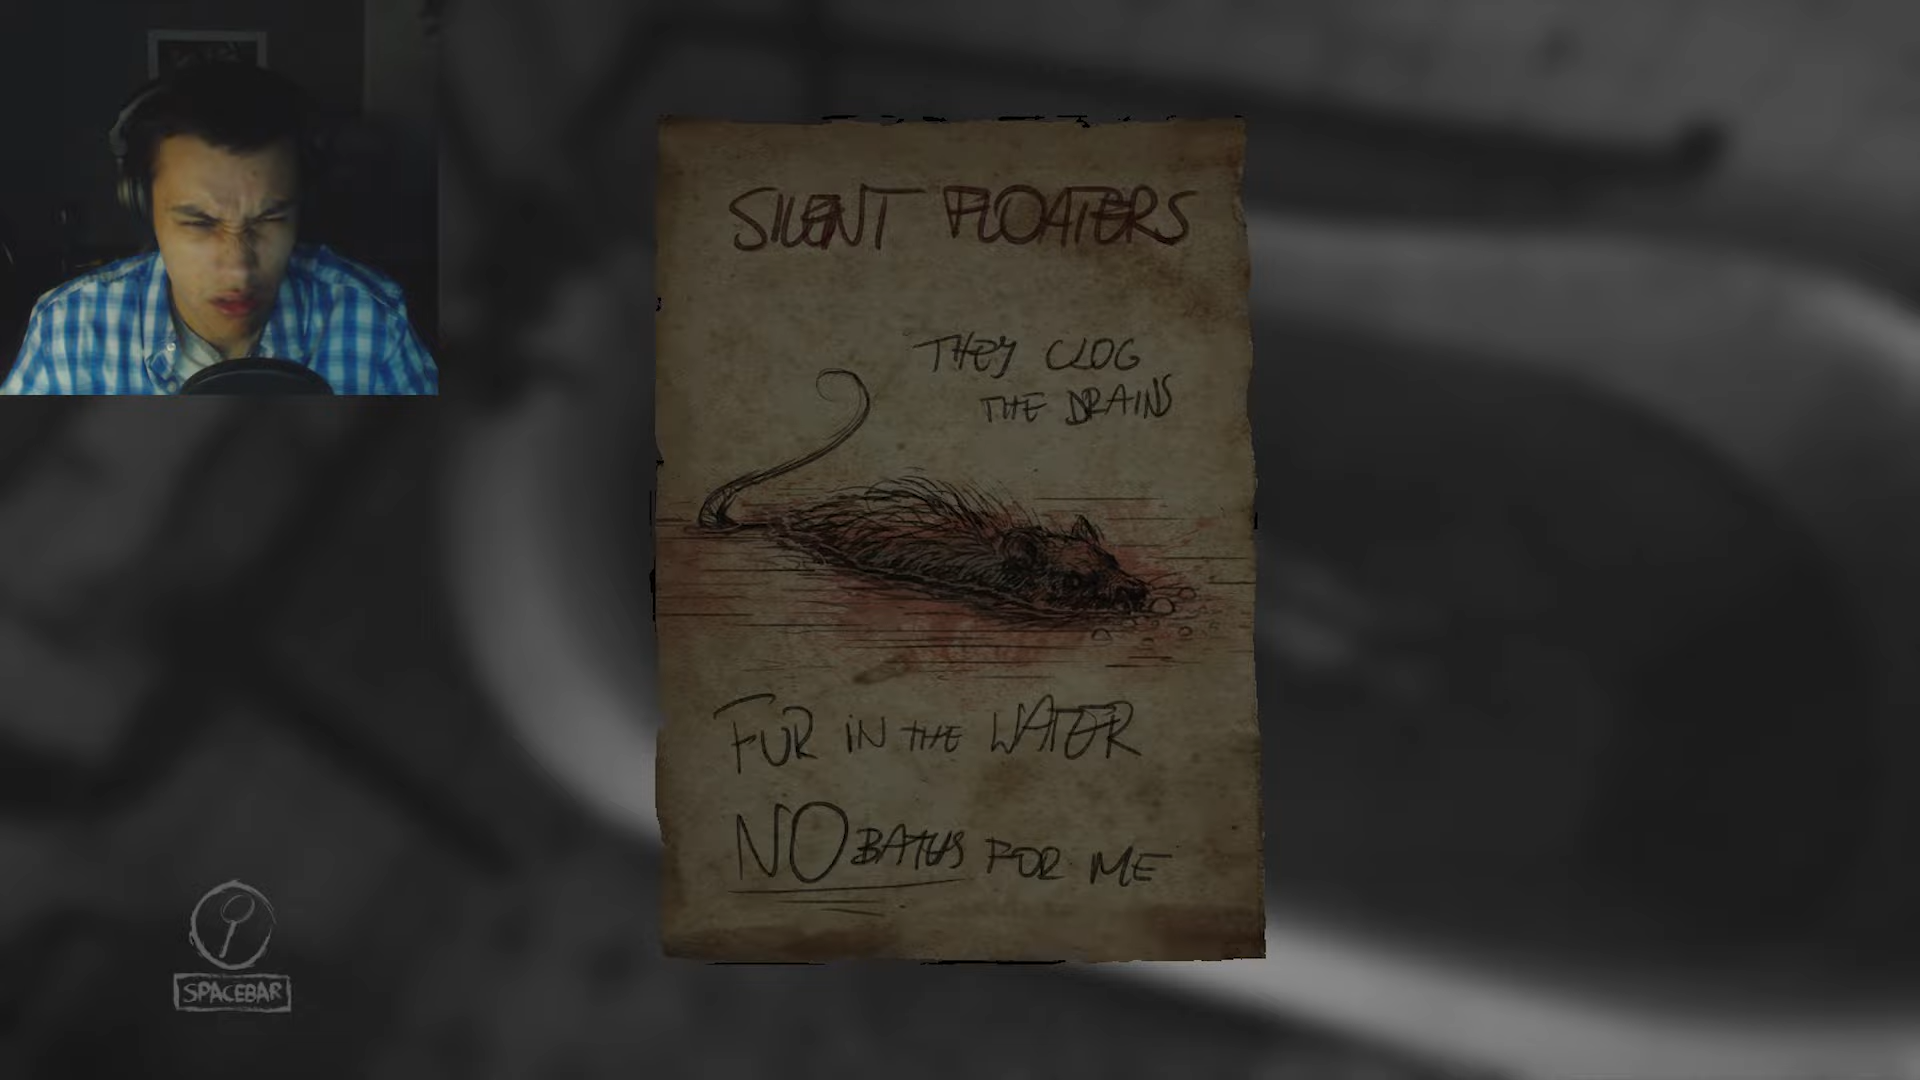 SILENT FLOATERS
THEY CLOG
THE DRAINS
FUR IN THE WATER
NO BATHS FOR ME
SPACEBAR